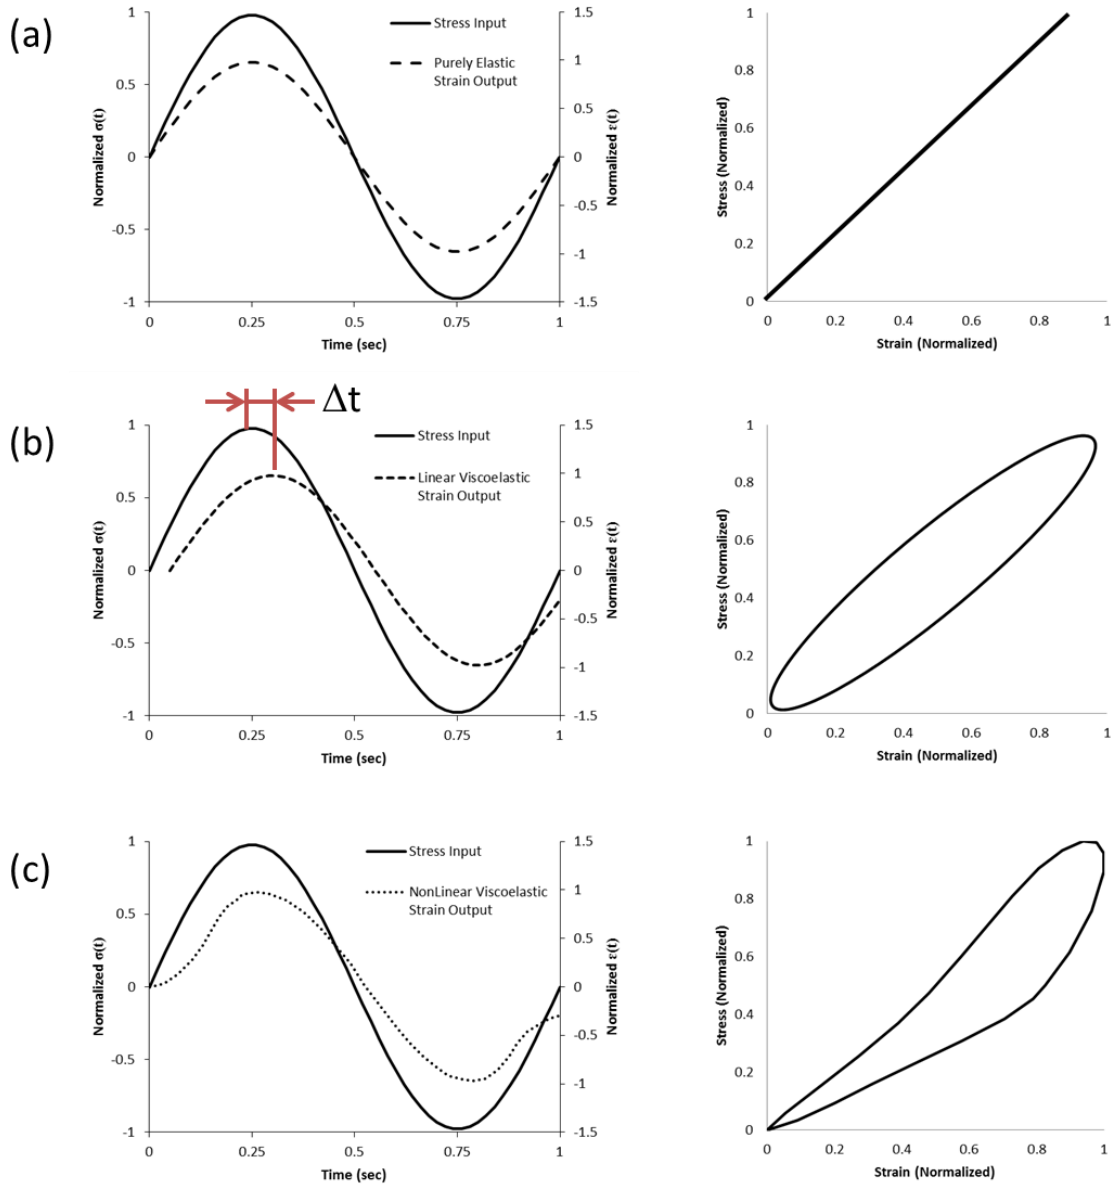 (a)
Stress Input
Purely Elastic
Strain Output
Normalized σ(t)
1
0.5
0
-0.5
-1
1.5
1
0.5
0
-0.5
-1
-1.5
Normalized ε(t)
0 0.25 0.5 0.75 1
Time (sec)
Stress (Normalized)
1
0.8
0.6
0.4
0.2
0
0 0.2 0.4 0.6 0.8 1
Strain (Normalized)
(b)
Δt
Stress Input
Linear Viscoelastic
Strain Output
Normalized σ(t)
1
0.5
0
-0.5
-1
1.5
1
0.5
0
-0.5
-1
-1.5
Normalized ε(t)
0 0.25 0.5 0.75 1
Time (sec)
Stress (Normalized)
1
0.8
0.6
0.4
0.2
0
0 0.2 0.4 0.6 0.8 1
Strain (Normalized)
(c)
Stress Input
NonLinear Viscoelastic
Strain Output
Normalized σ(t)
1
0.5
0
-0.5
-1
1.5
1
0.5
0
-0.5
-1
-1.5
Normalized ε(t)
0 0.25 0.5 0.75 1
Time (sec)
Stress (Normalized)
1
0.8
0.6
0.4
0.2
0
0 0.2 0.4 0.6 0.8 1
Strain (Normalized)